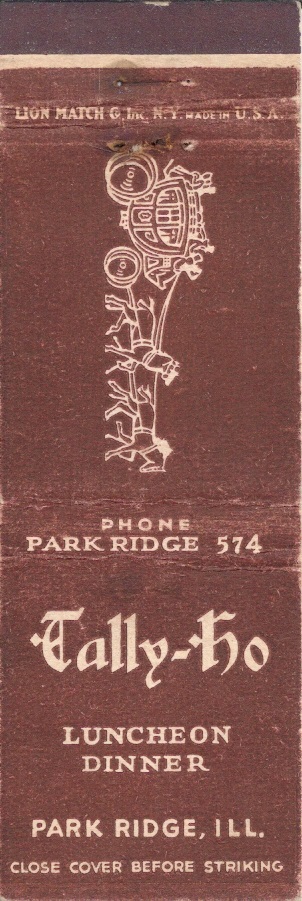 LION MATCH CO. INC. N.Y. MADE IN U.S.A.
PHONE
PARK RIDGE 574
Tally-Ho
LUNCHEON
DINNER
PARK RIDGE, ILL.
CLOSE COVER BEFORE STRIKING